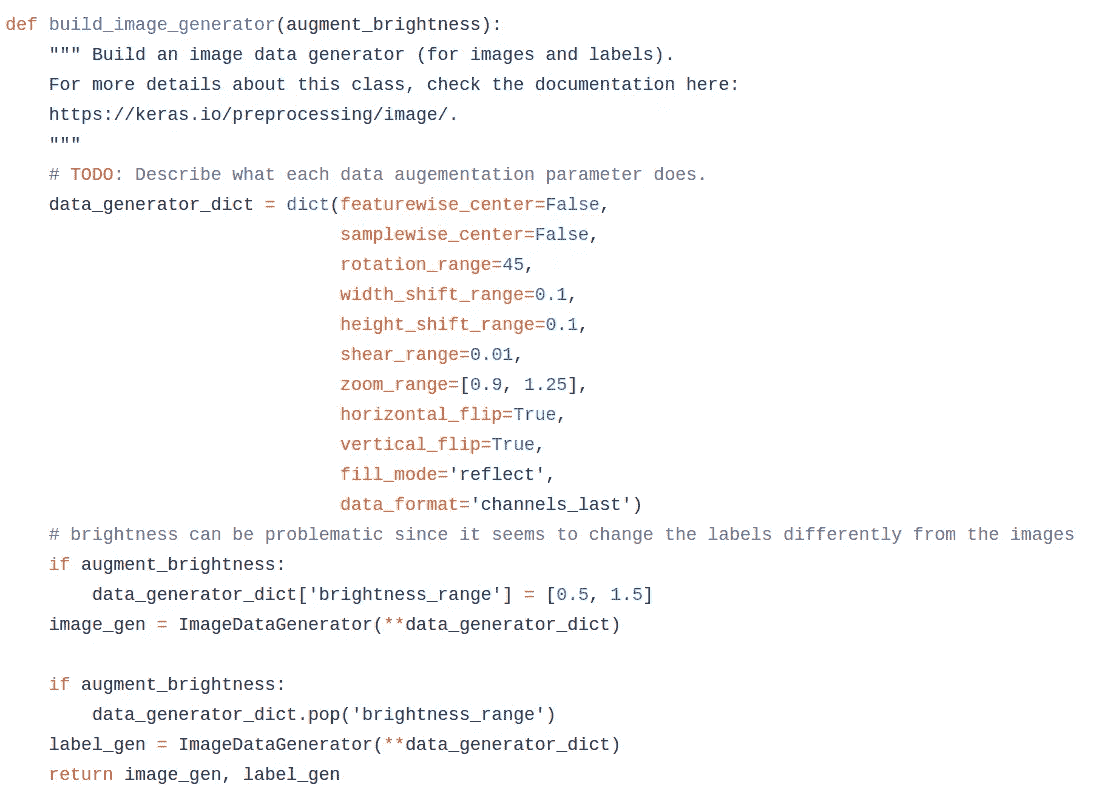 def build_image_generator(augment_brightness):
    """ Build an image data generator (for images and labels).
    For more details about this class, check the documentation here:
    https://keras.io/preprocessing/image/.
    """
    # TODO: Describe what each data augementation parameter does.
    data_generator_dict = dict(featurewise_center=False,
                               samplewise_center=False,
                               rotation_range=45,
                               width_shift_range=0.1,
                               height_shift_range=0.1,
                               shear_range=0.01,
                               zoom_range=[0.9, 1.25],
                               horizontal_flip=True,
                               vertical_flip=True,
                               fill_mode='reflect',
                               data_format='channels_last')
    # brightness can be problematic since it seems to change the labels differently from the images
    if augment_brightness:
        data_generator_dict['brightness_range'] = [0.5, 1.5]
    image_gen = ImageDataGenerator(**data_generator_dict)

    if augment_brightness:
        data_generator_dict.pop('brightness_range')
    label_gen = ImageDataGenerator(**data_generator_dict)
    return image_gen, label_gen